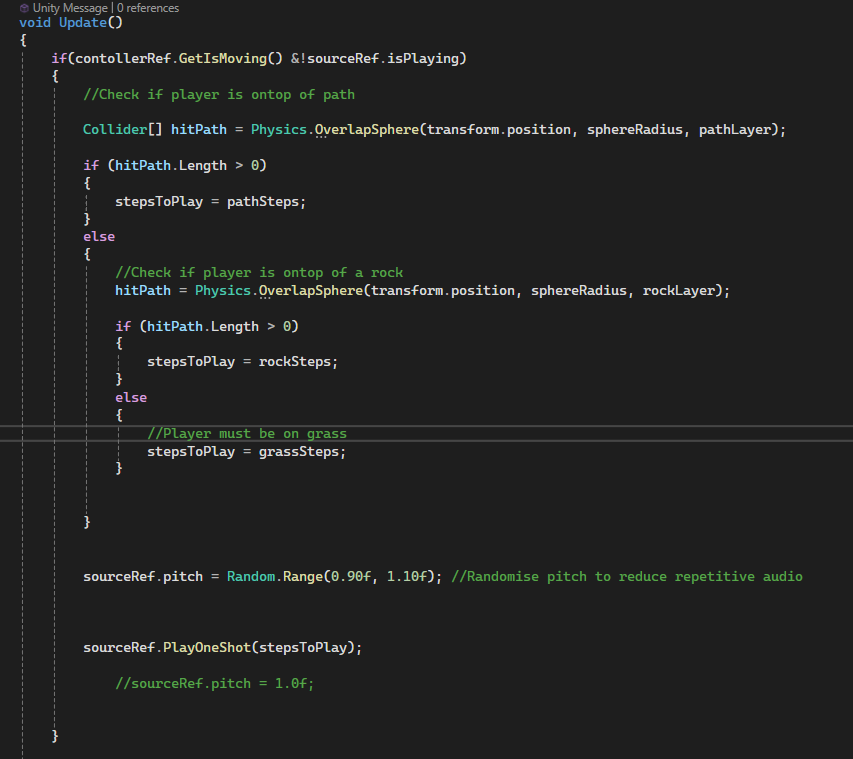 Unity Message | 0 references
void Update()
{
if(contollerRef.GetIsMoving() &!sourceRef.isPlaying)
{
//Check if player is ontop of path
Collider[] hitPath = Physics.OverlapSphere(transform.position, sphereRadius, pathLayer);
if (hitPath.Length > 0)
{
stepsToPlay = pathSteps;
}
else
{
//Check if player is ontop of a rock
hitPath = Physics.OverlapSphere(transform.position, sphereRadius, rockLayer);
if (hitPath.Length > 0)
{
stepsToPlay = rockSteps;
}
else
{
//Player must be on grass
stepsToPlay = grassSteps;
}
}
sourceRef.pitch = Random.Range(0.90f, 1.10f); //Randomise pitch to reduce repetitive audio
sourceRef.PlayOneShot(stepsToPlay);
//sourceRef.pitch = 1.0f;
}